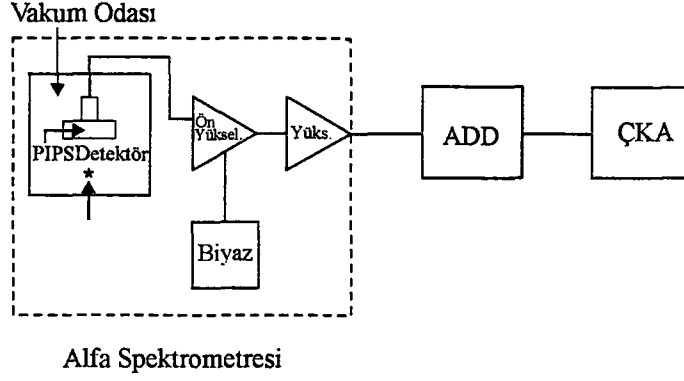 Vakum Odası
Ön
Yüksel.
Yüks.
ADD
ÇKA
PIPSDetektör
*
Biyaz
Alfa Spektrometresi